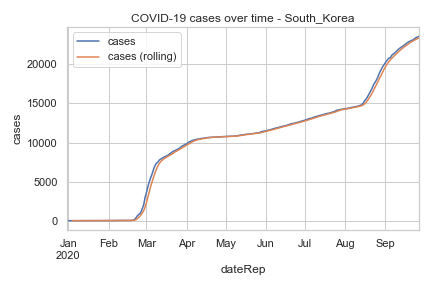 COVID-19 cases over time - South_Korea
cases
cases (rolling)
20000
15000
10000
5000
0
cases
Jan Feb Mar Apr May Jun Jul Aug Sep
2020
dateRep